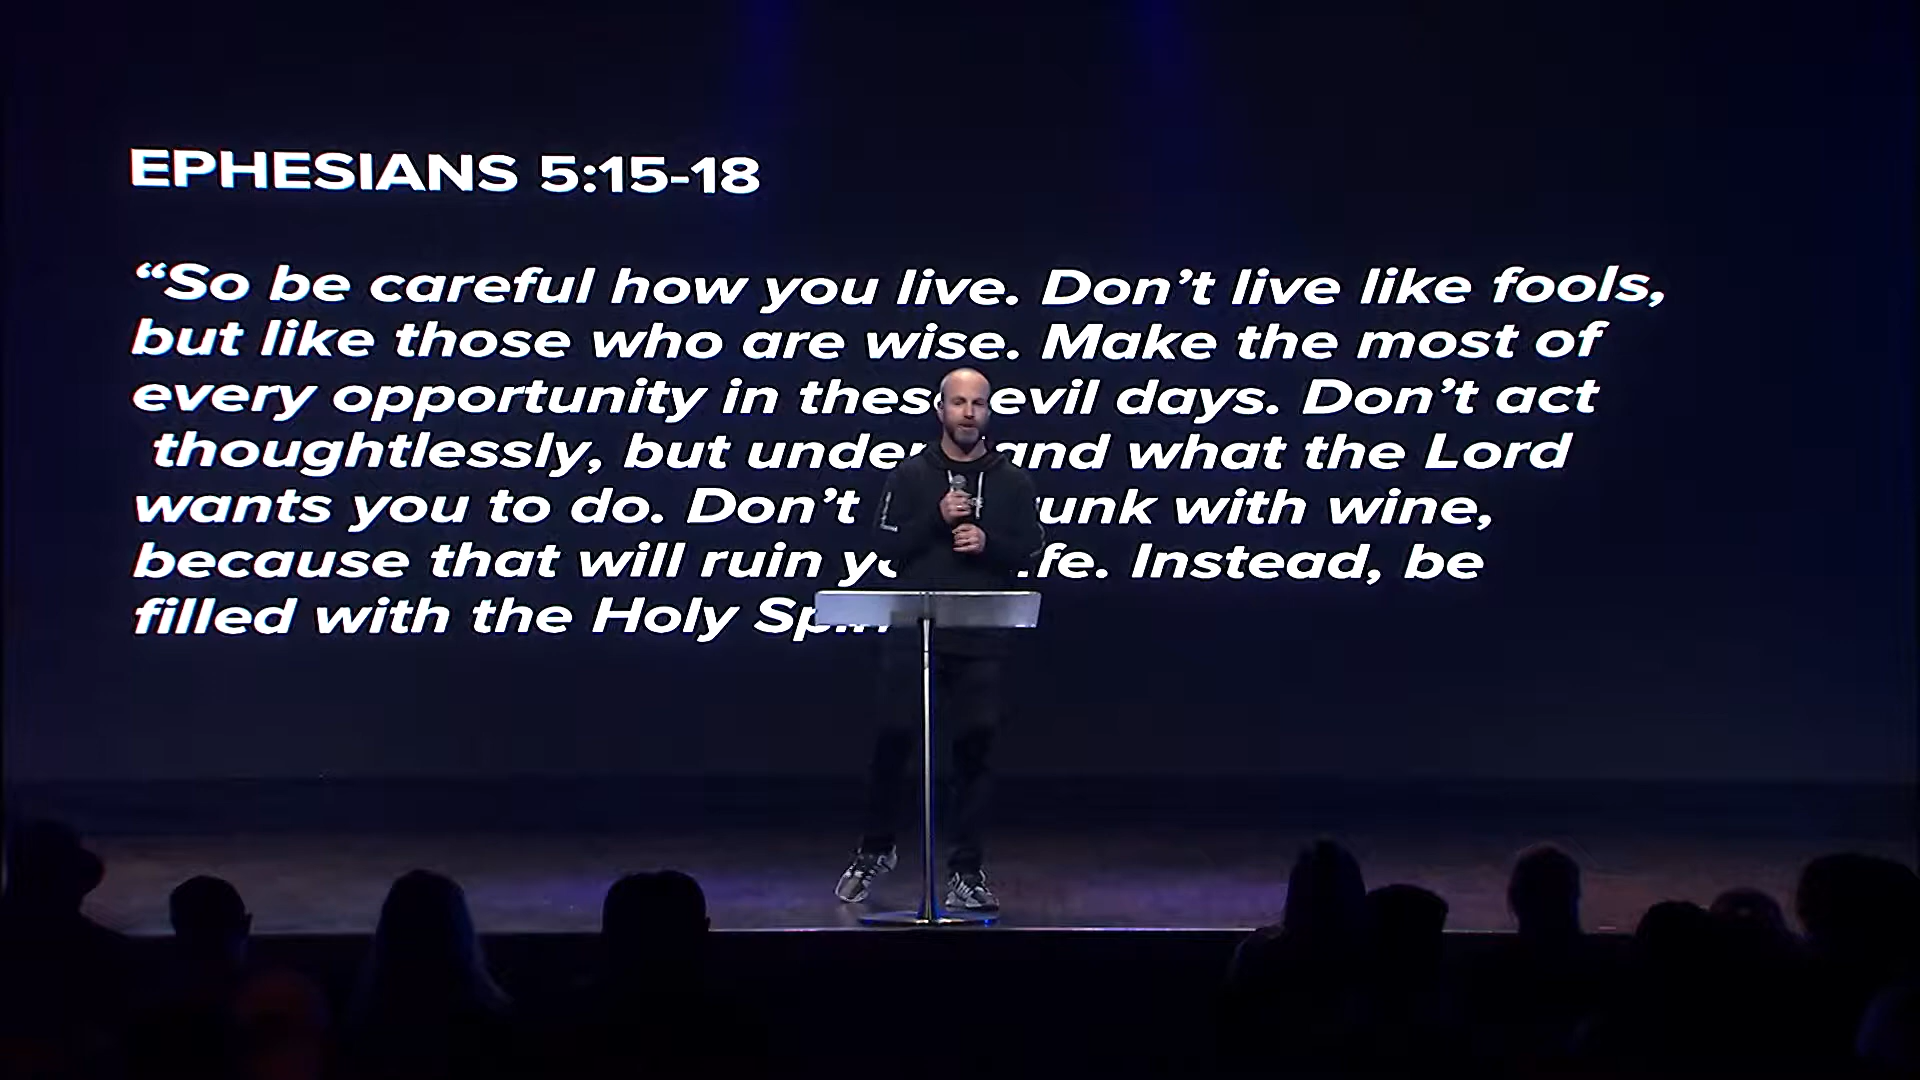 EPHESIANS 5:15-18
“So be careful how you live. Don’t live like fools,
but like those who are wise. Make the most of
every opportunity in these evil days. Don’t act
thoughtlessly, but understand what the Lord
wants you to do. Don’t unk with wine,
because that will ruin yo fe. Instead, be
filled with the Holy Spiri